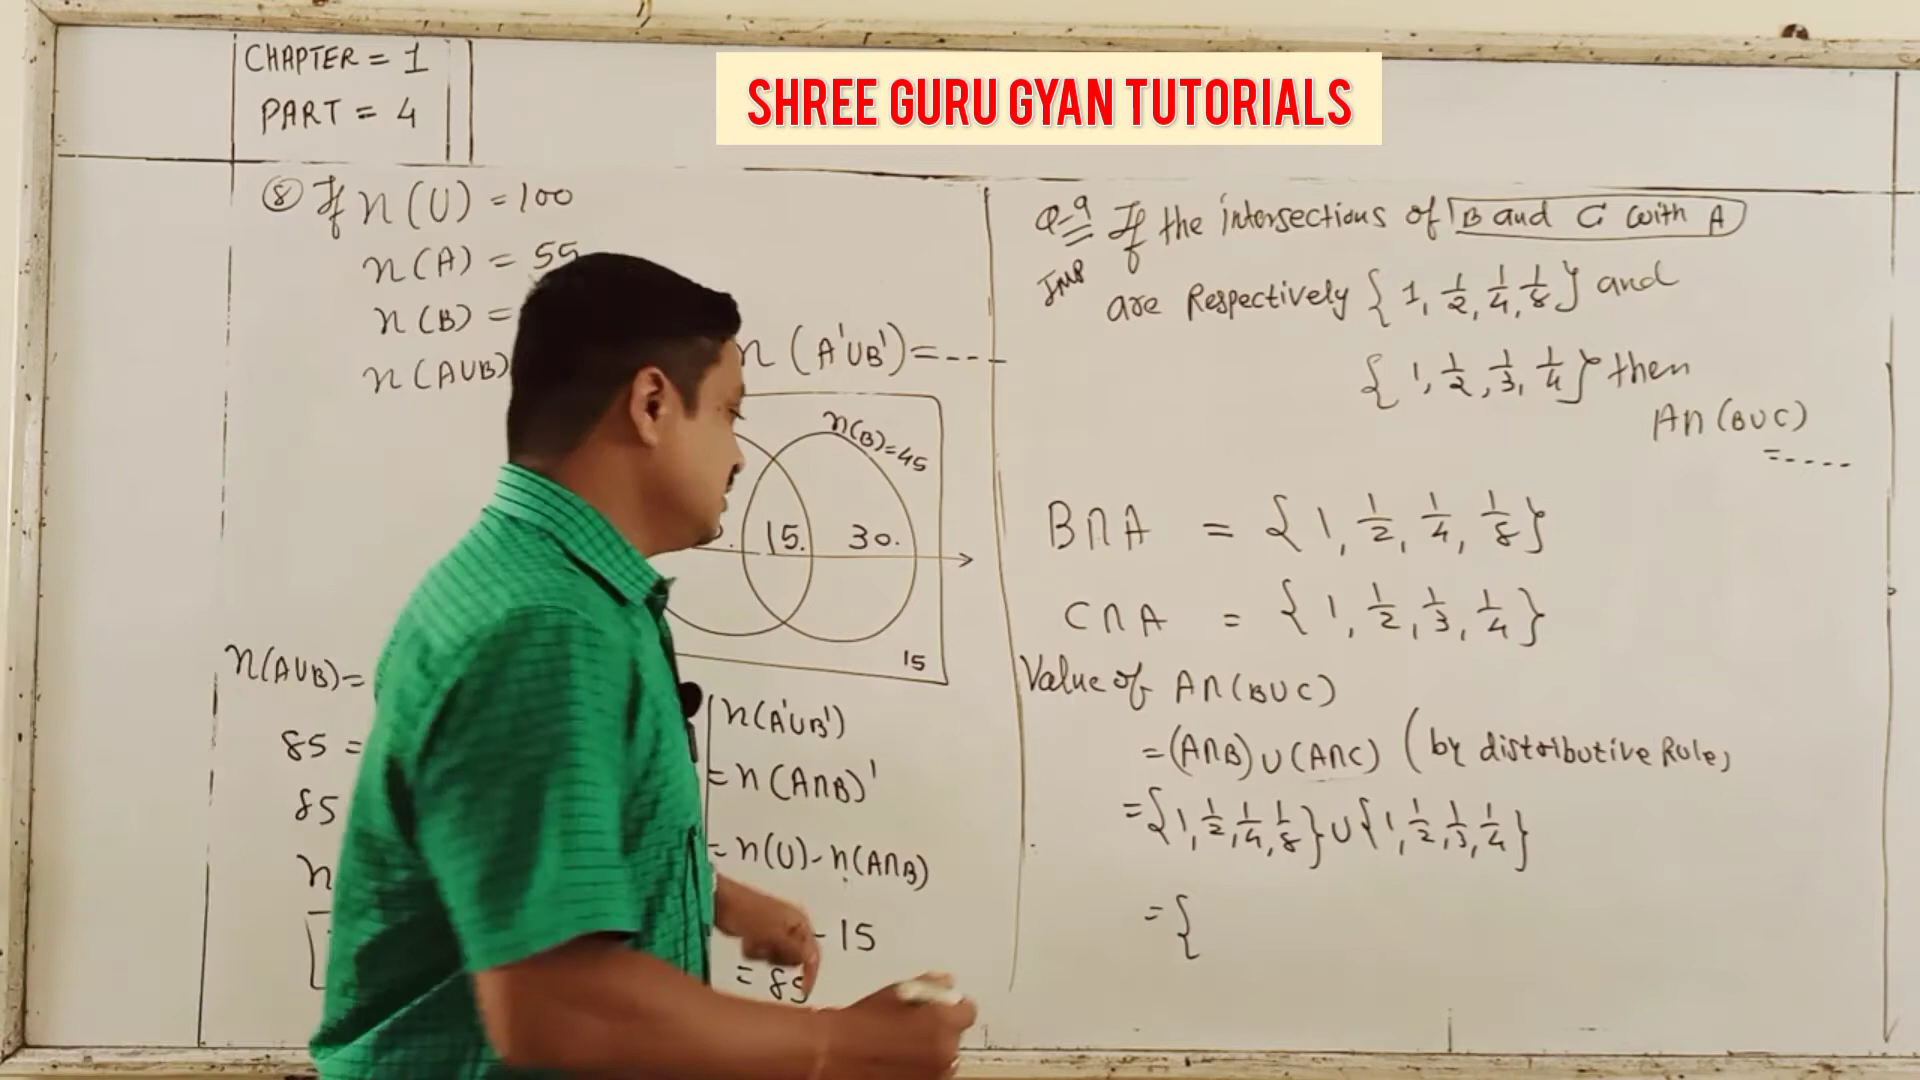 CHAPTER = 1
PART = 4
SHREE GURU GYAN TUTORIALS
⑧ If n(U) = 100
n(A) = 55
n(B) =
n(A∪B)
n(A'∪B') = ----
n(B)=45
15. 30.
15
n(A∪B)=
85 =
85
n
n(A'∪B')
= n(A∩B)'
= n(U) - n(A∩B)
- 15
= 85
Q-9 If the intersections of B and C with A
Imp are Respectively {1, 1/2, 1/4, 1/8} and
{1, 1/2, 1/3, 1/4} then
A∩(B∪C)
=-----
B∩A = {1, 1/2, 1/4, 1/8}
C∩A = {1, 1/2, 1/3, 1/4}
Value of A∩(B∪C)
= (A∩B)∪(A∩C) (by distributive Rule,
= {1, 1/2, 1/4, 1/8} ∪ {1, 1/2, 1/3, 1/4}
= {